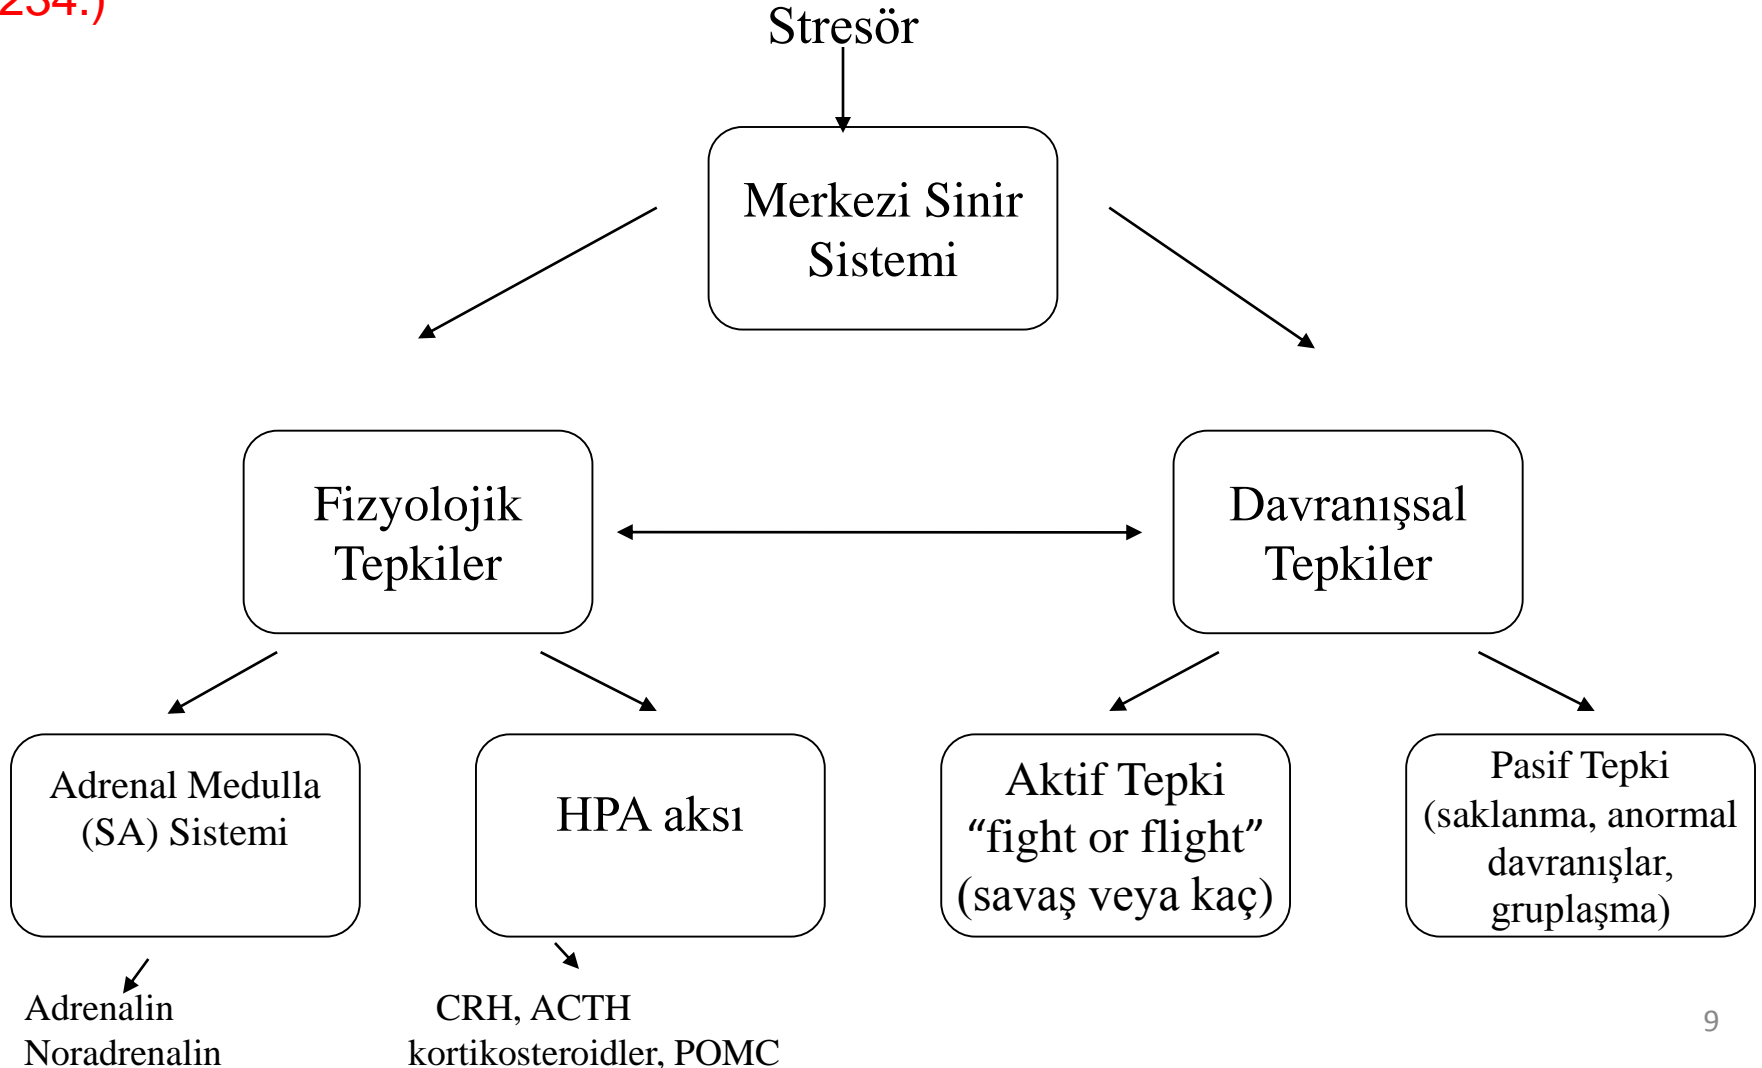 234.)
Stresör
Merkezi Sinir
Sistemi
Fizyolojik
Tepkiler
Davranışsal
Tepkiler
Adrenal Medulla
(SA) Sistemi
HPA aksı
Aktif Tepki
“fight or flight”
(savaş veya kaç)
Pasif Tepki
(saklanma, anormal
davranışlar,
gruplaşma)
Adrenalin
Noradrenalin
CRH, ACTH
kortikosteroidler, POMC
9